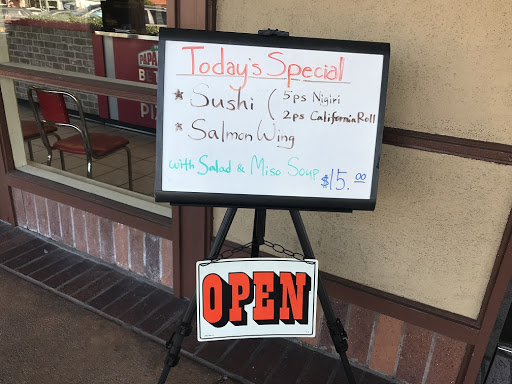 Today's Special
* Sushi ( 5ps Nigiri
2ps California Roll
* Salmon Wing
with Salad & Miso Soup
$15.00
OPEN